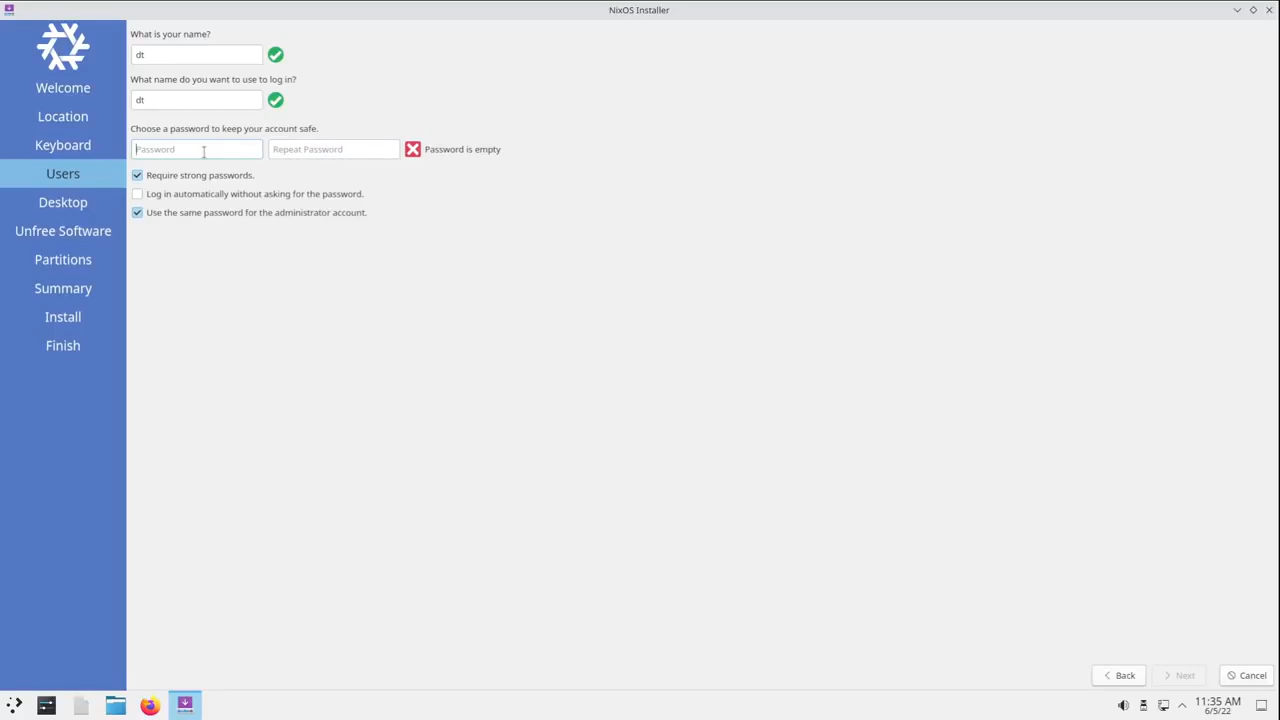 NixOS Installer
Welcome
Location
Keyboard
Users
Desktop
Unfree Software
Partitions
Summary
Install
Finish
What is your name?
dt
What name do you want to use to log in?
dt
Choose a password to keep your account safe.
Password Repeat Password Password is empty
Require strong passwords.
Log in automatically without asking for the password.
Use the same password for the administrator account.
Back Next Cancel
11:35 AM
6/5/22